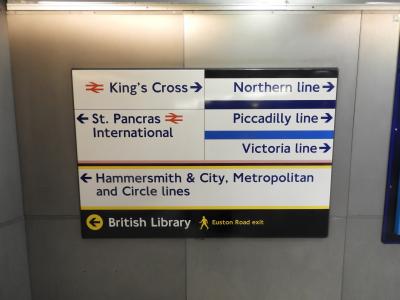 King's Cross →
← St. Pancras
International
Northern line →
Piccadilly line →
Victoria line →
← Hammersmith & City, Metropolitan
and Circle lines
← British Library Euston Road exit